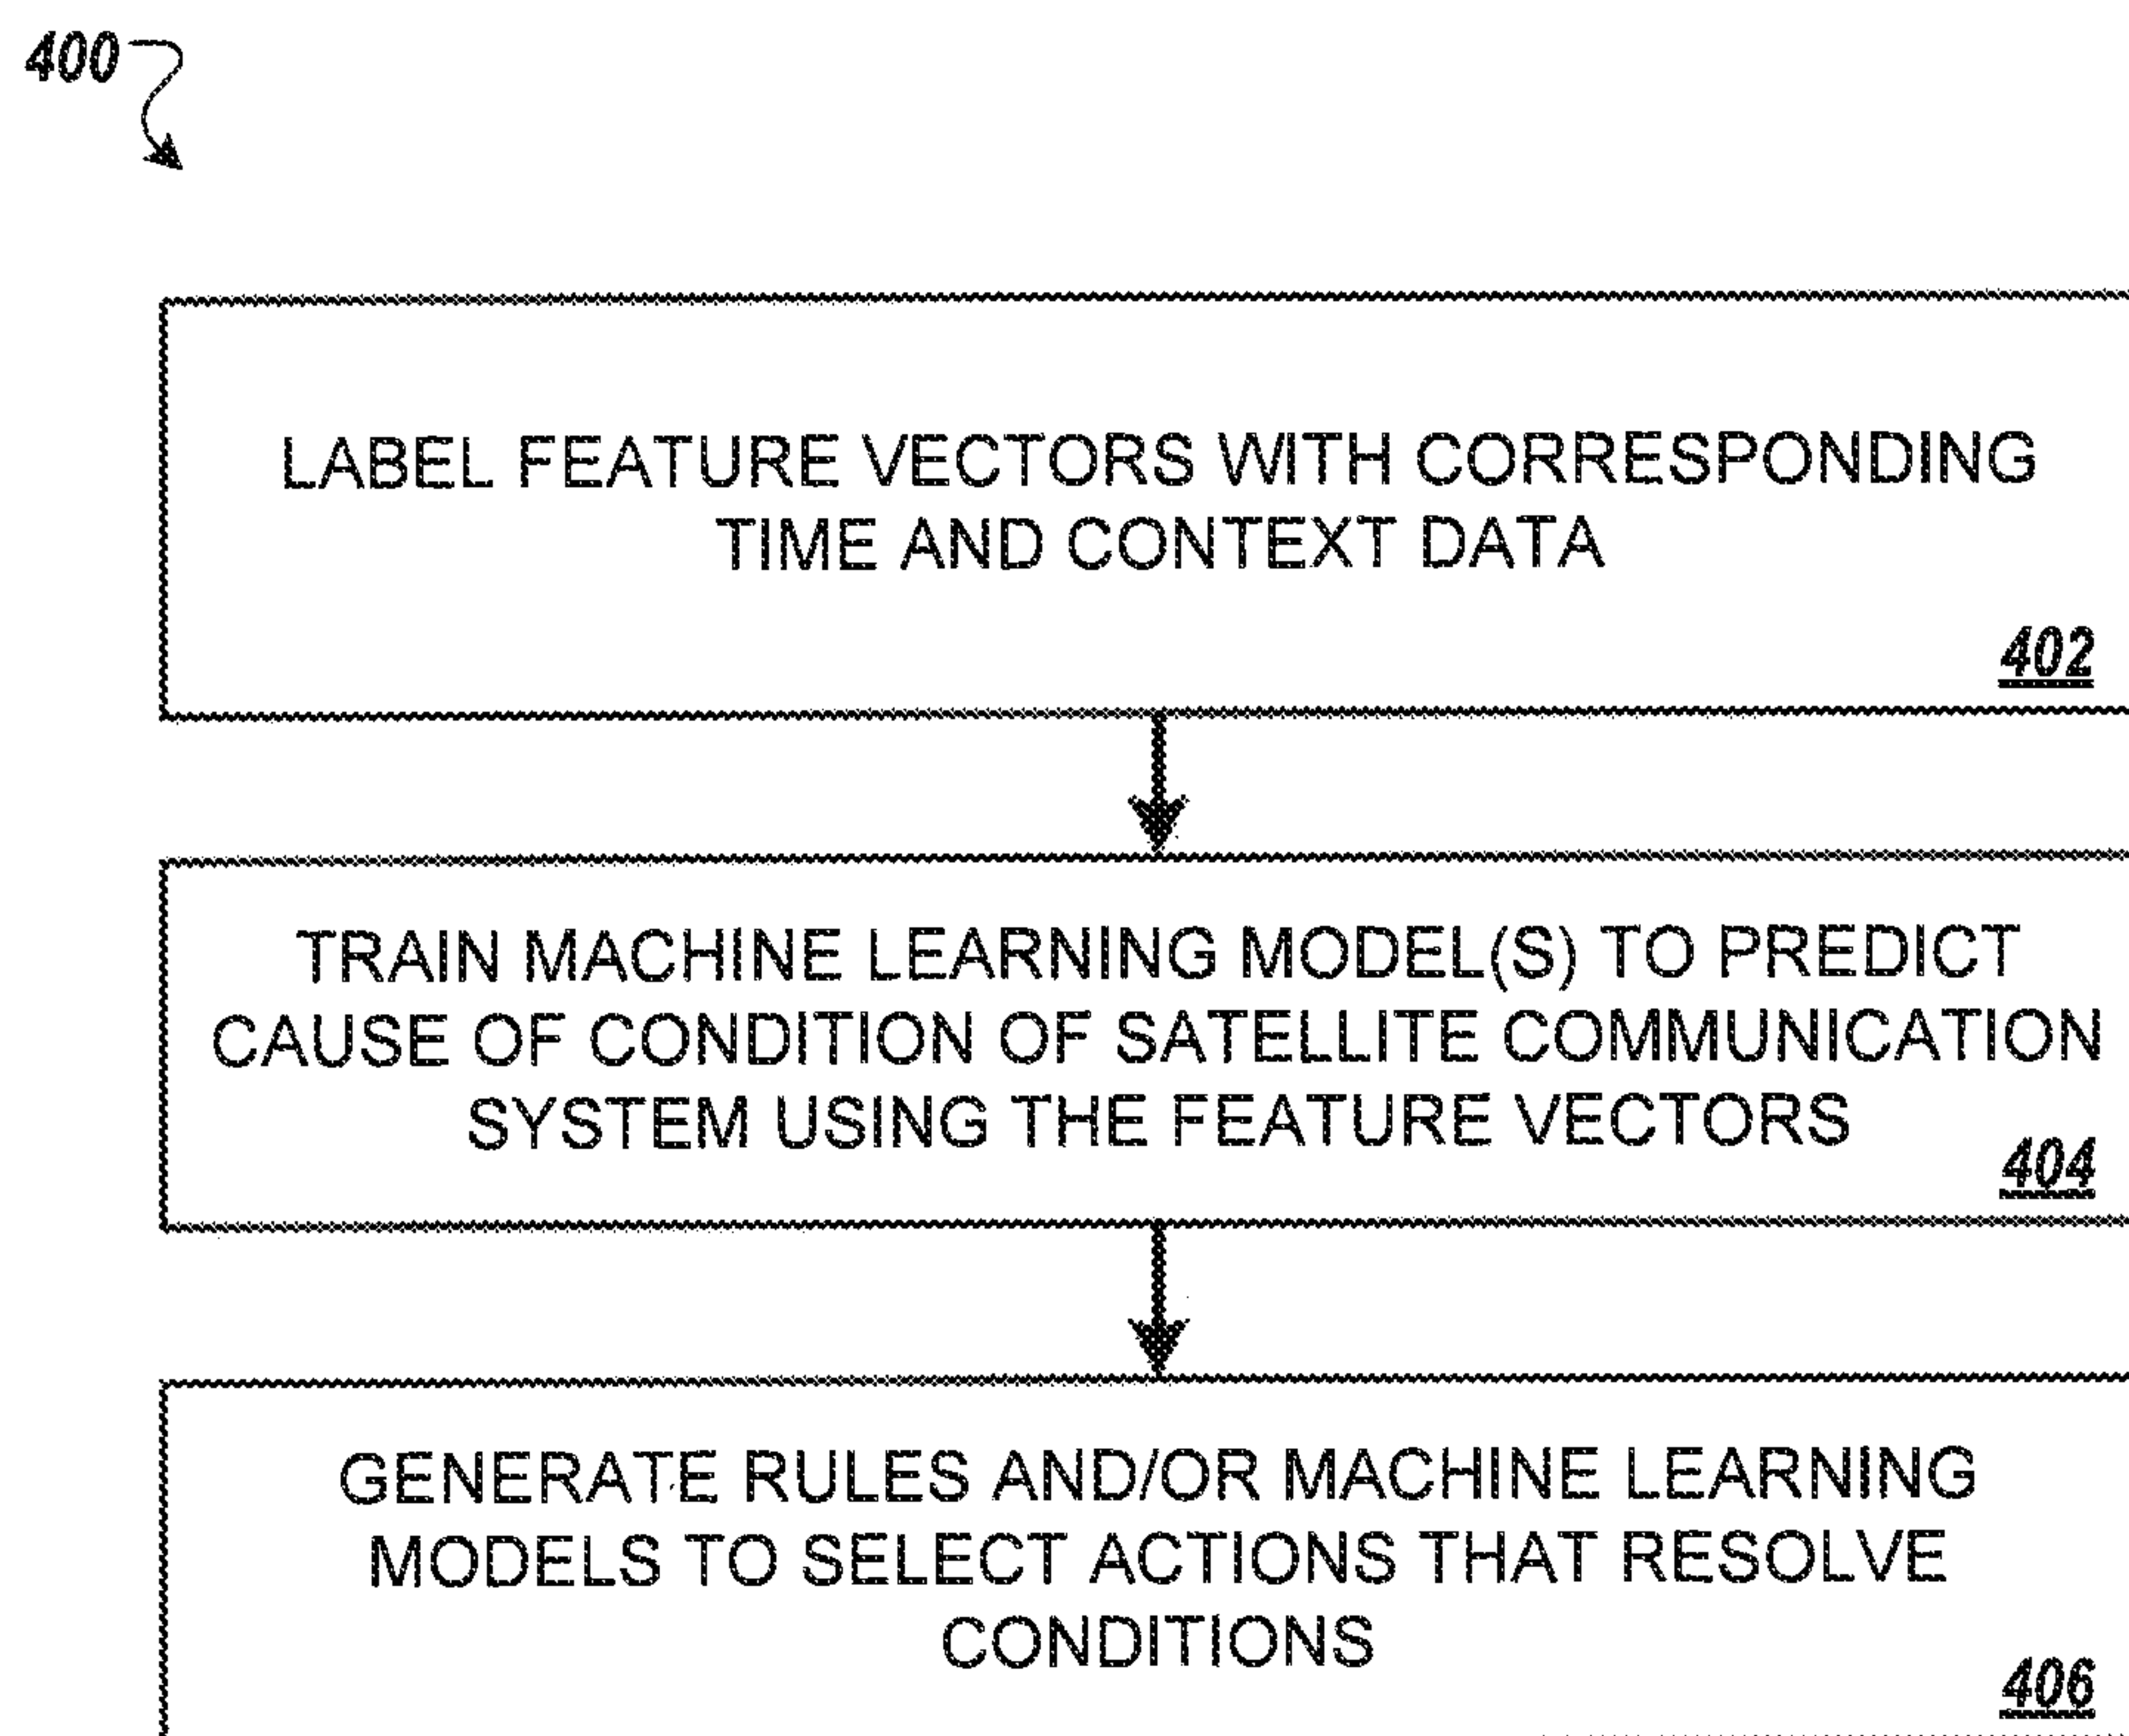 400
LABEL FEATURE VECTORS WITH CORRESPONDING
TIME AND CONTEXT DATA
402
TRAIN MACHINE LEARNING MODEL(S) TO PREDICT
CAUSE OF CONDITION OF SATELLITE COMMUNICATION
SYSTEM USING THE FEATURE VECTORS
404
GENERATE RULES AND/OR MACHINE LEARNING
MODELS TO SELECT ACTIONS THAT RESOLVE
CONDITIONS
406